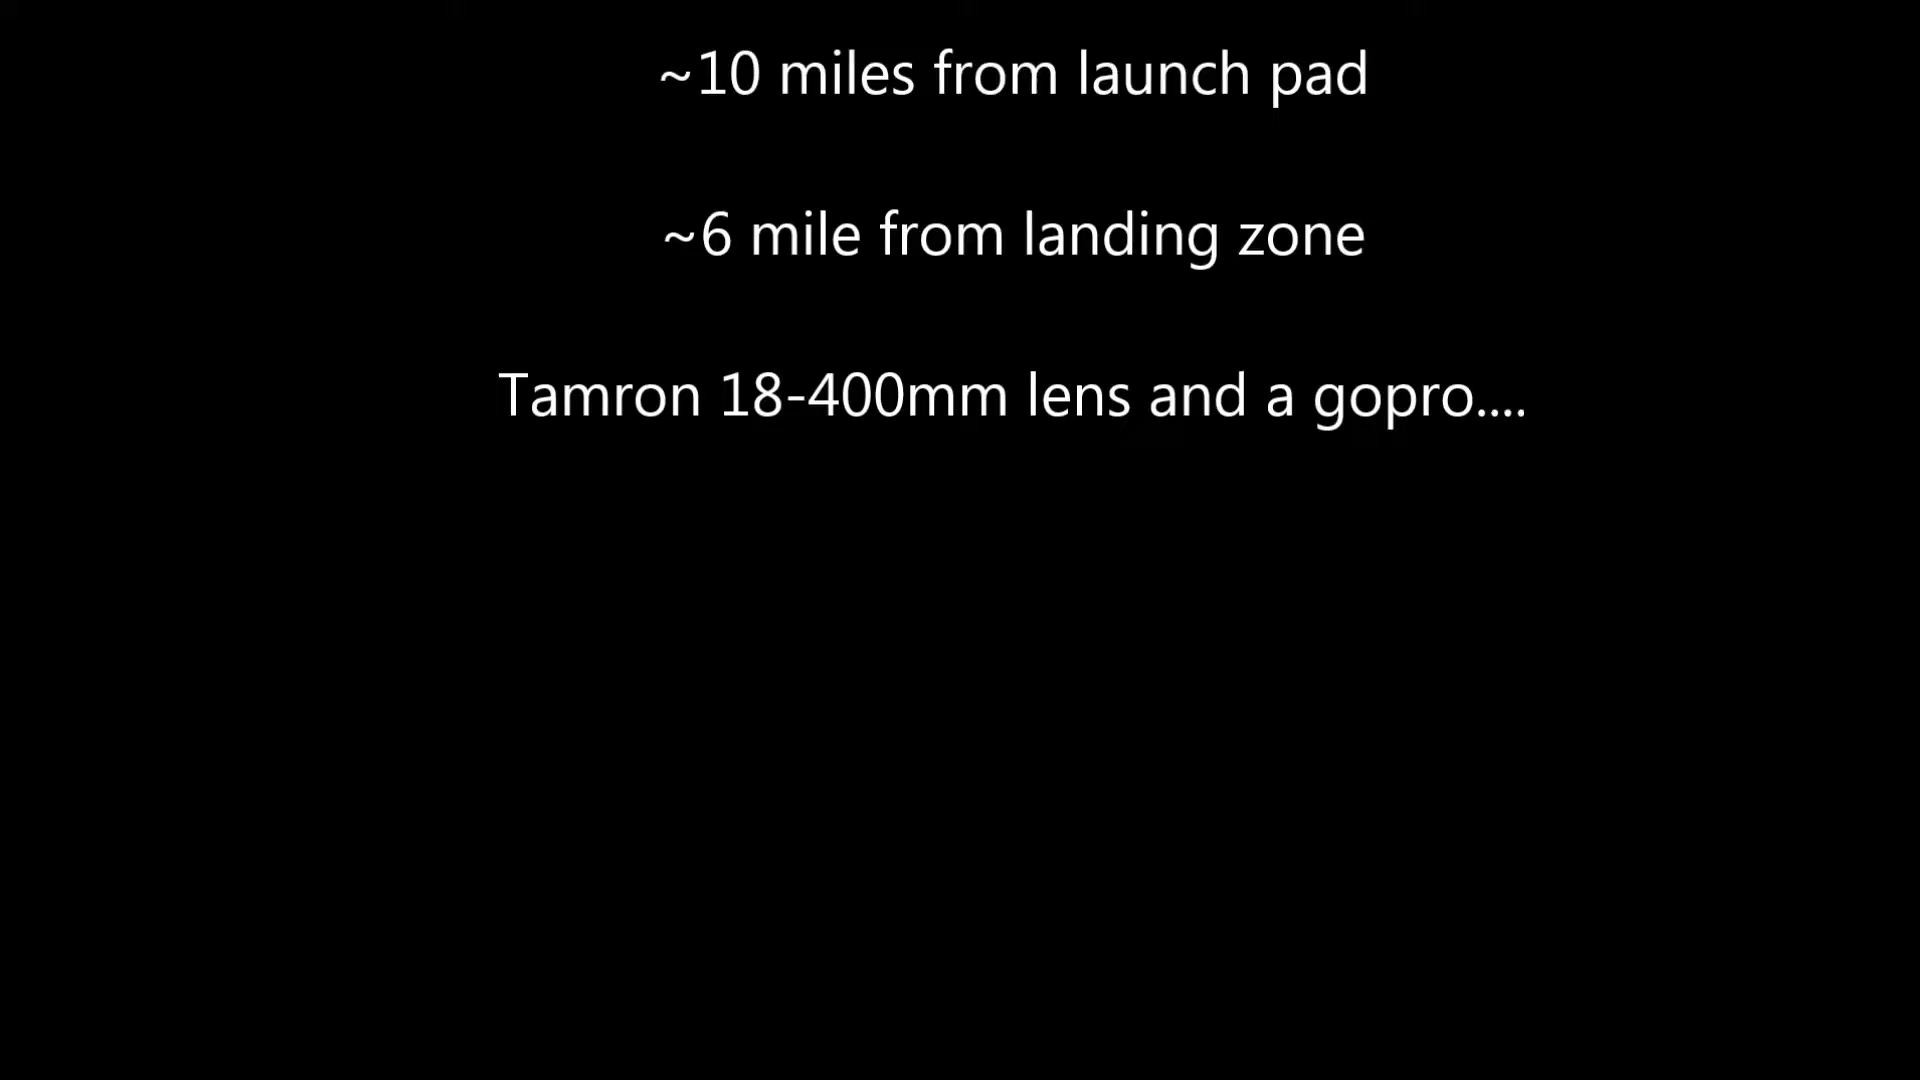 ~10 miles from launch pad
~6 mile from landing zone
Tamron 18-400mm lens and a gopro....